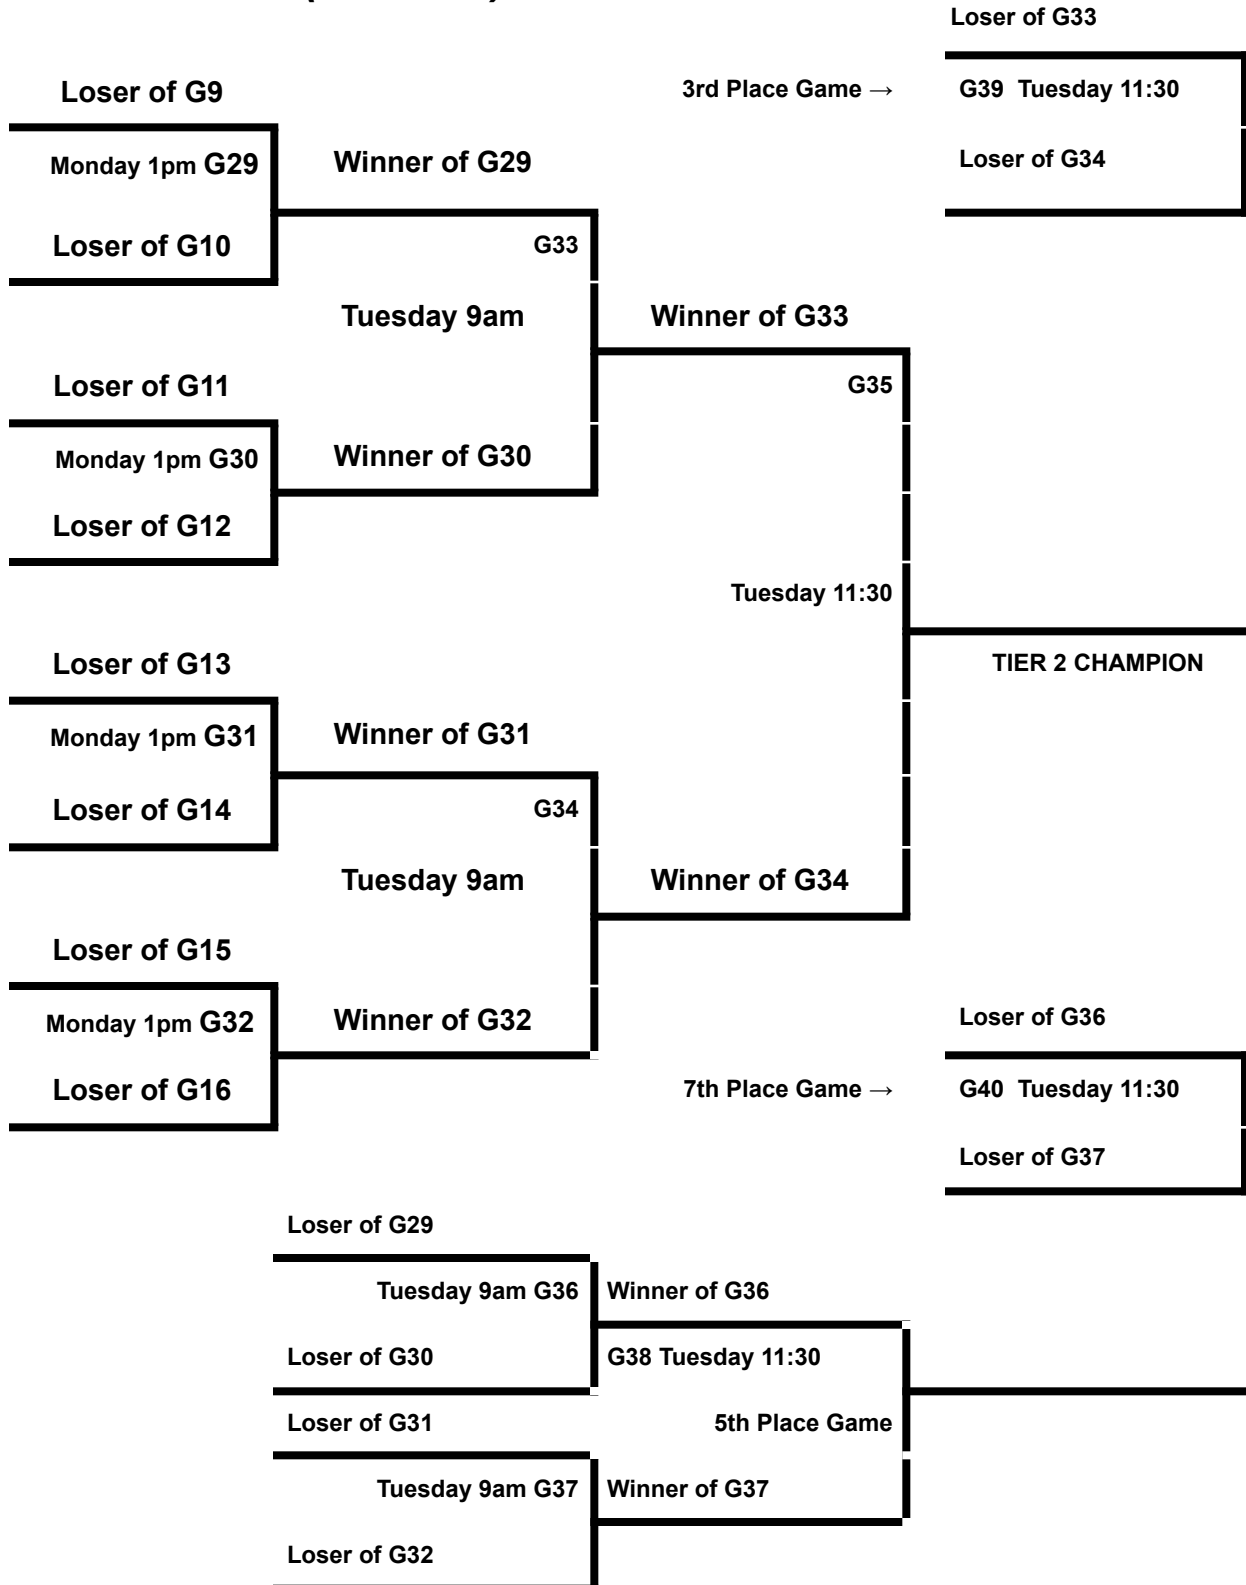 Loser of G33
Loser of G9
3rd Place Game →
G39 Tuesday 11:30
Monday 1pm G29
Winner of G29
Loser of G34
Loser of G10
G33
Tuesday 9am
Winner of G33
Loser of G11
G35
Monday 1pm G30
Winner of G30
Loser of G12
Tuesday 11:30
Loser of G13
TIER 2 CHAMPION
Monday 1pm G31
Winner of G31
Loser of G14
G34
Tuesday 9am
Winner of G34
Loser of G15
Monday 1pm G32
Winner of G32
Loser of G36
Loser of G16
7th Place Game →
G40 Tuesday 11:30
Loser of G37
Loser of G29
Tuesday 9am G36
Winner of G36
Loser of G30
G38 Tuesday 11:30
Loser of G31
5th Place Game
Tuesday 9am G37
Winner of G37
Loser of G32